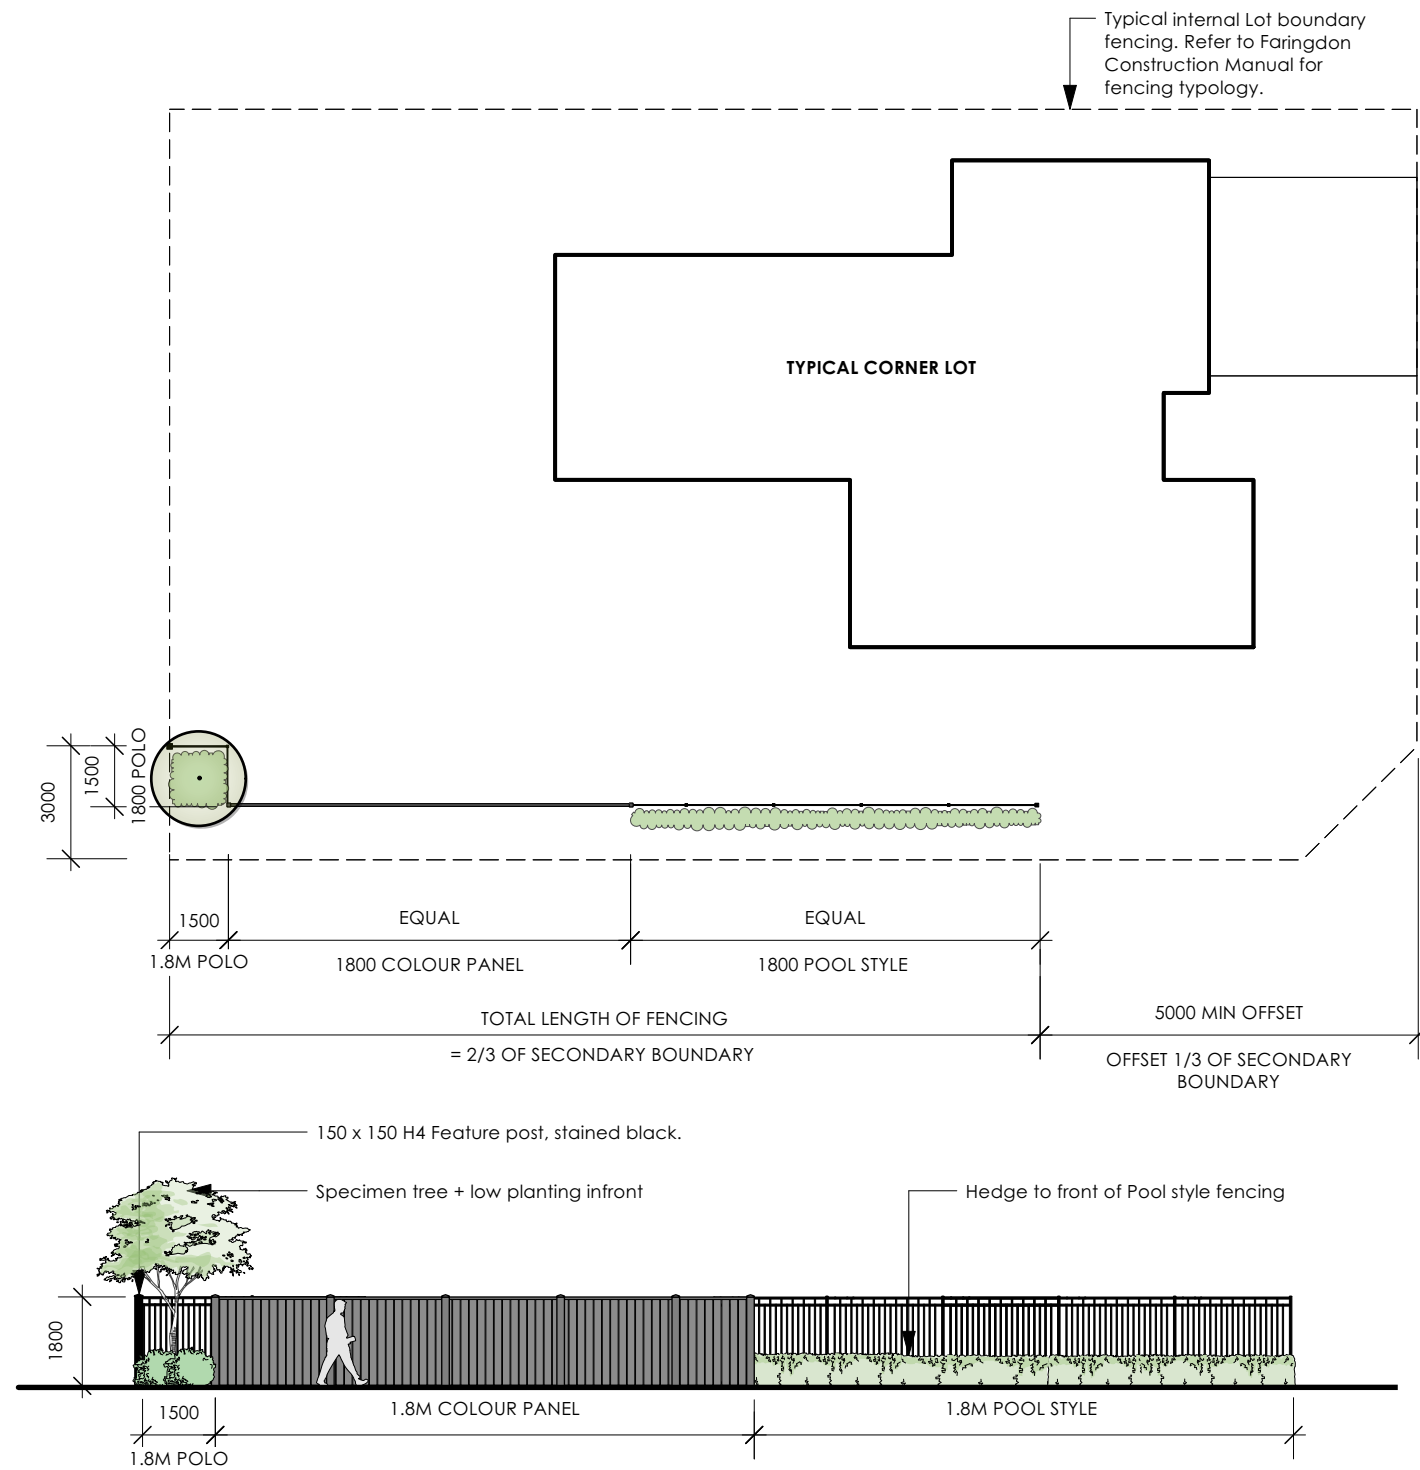 Typical internal Lot boundary
fencing. Refer to Faringdon
Construction Manual for
fencing typology.
TYPICAL CORNER LOT
3000
1500
1800 POLO
1500
EQUAL
EQUAL
1.8M POLO
1800 COLOUR PANEL
1800 POOL STYLE
TOTAL LENGTH OF FENCING
= 2/3 OF SECONDARY BOUNDARY
5000 MIN OFFSET
OFFSET 1/3 OF SECONDARY
BOUNDARY
150 x 150 H4 Feature post, stained black.
Specimen tree + low planting infront
Hedge to front of Pool style fencing
1800
1500
1.8M COLOUR PANEL
1.8M POOL STYLE
1.8M POLO